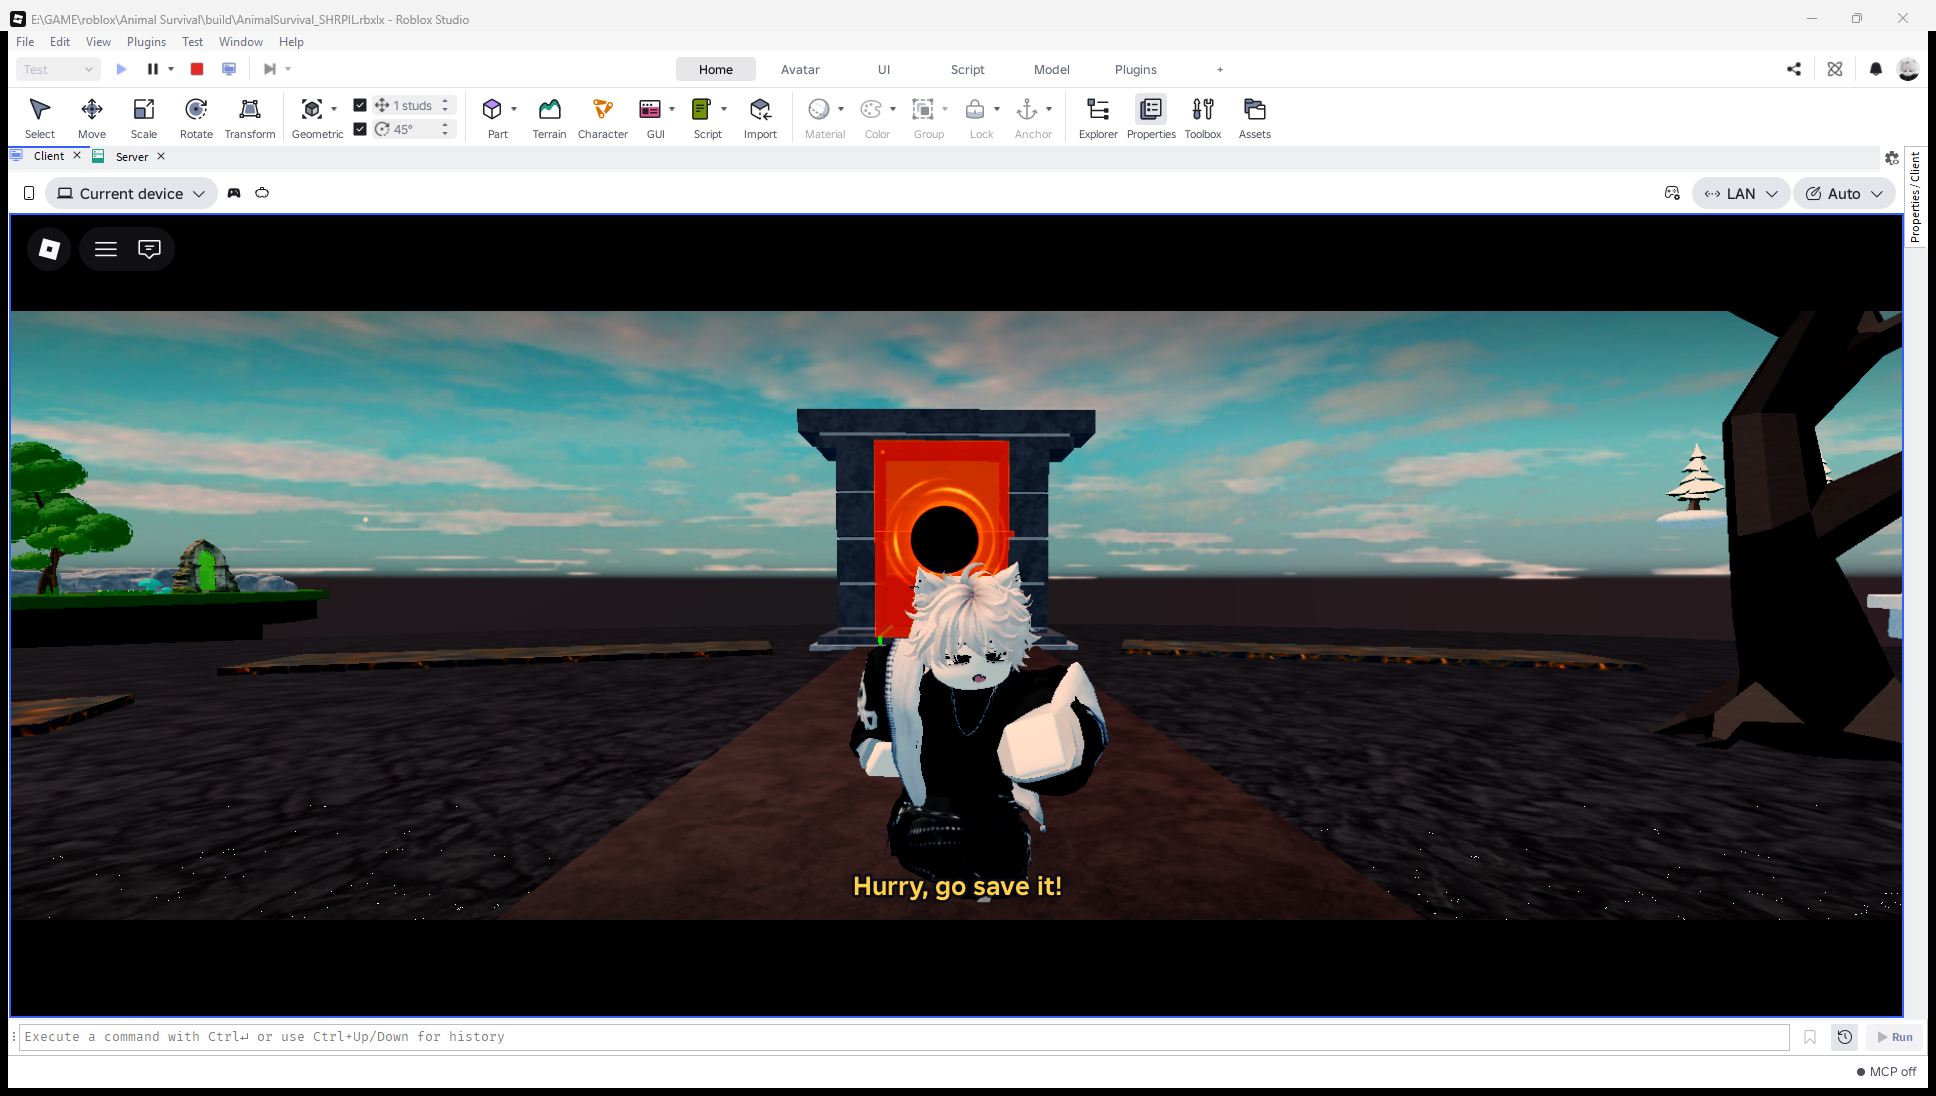 E:\GAME\roblox\Animal Survival\build\AnimalSurvival_SHRPIL.rbxlx - Roblox Studio
File Edit View Plugins Test Window Help
Test Home Avatar UI Script Model Plugins +
1 studs
45°
Select Move Scale Rotate Transform Geometric Part Terrain Character GUI Script Import Material Color Group Lock Anchor Explorer Properties Toolbox Assets
Client Server
Properties / Client
Current device LAN Auto
Hurry, go save it!
Execute a command with Ctrl↵ or use Ctrl+Up/Down for history
Run
MCP off